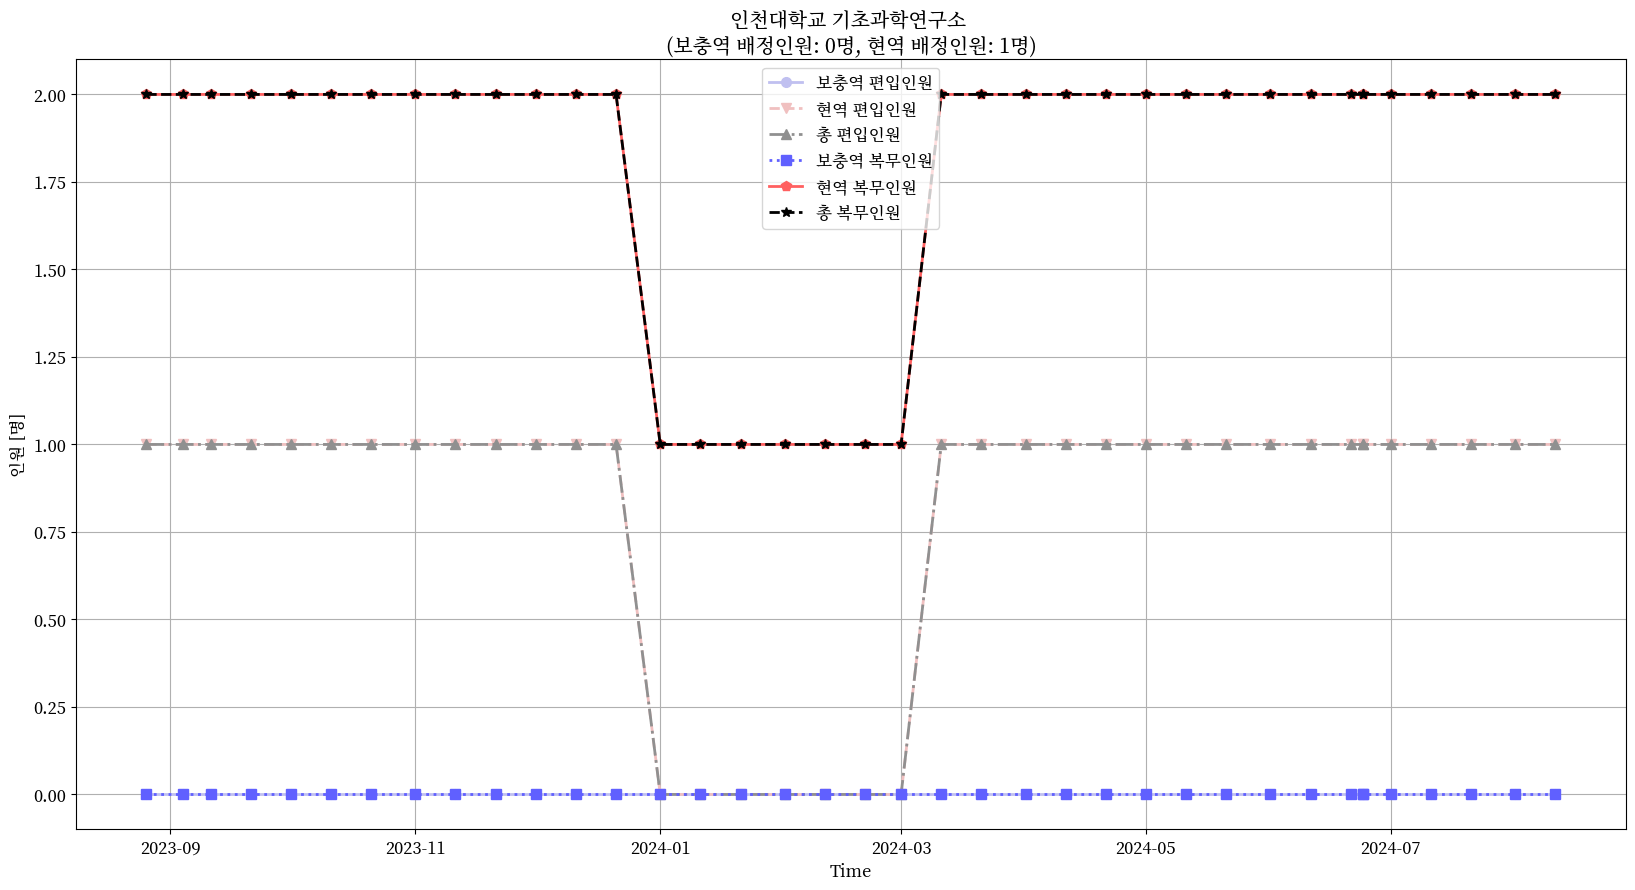 인천대학교 기초과학연구소
(보충역 배정인원: 0명, 현역 배정인원: 1명)
보충역 편입인원
현역 편입인원
총 편입인원
보충역 복무인원
현역 복무인원
총 복무인원
인원 [명]
2.00
1.75
1.50
1.25
1.00
0.75
0.50
0.25
0.00
2023-09 2023-11 2024-01 2024-03 2024-05 2024-07
Time